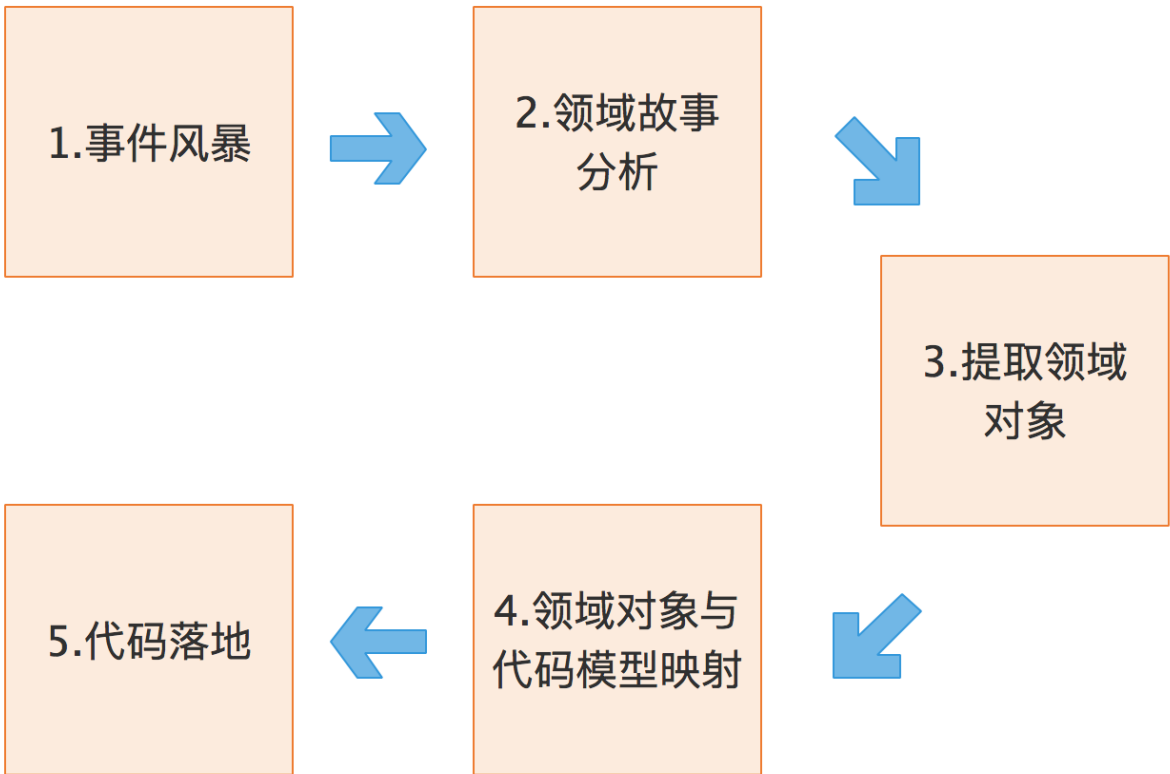 1.事件风暴
2.领域故事
分析
3.提取领域
对象
4.领域对象与
代码模型映射
5.代码落地